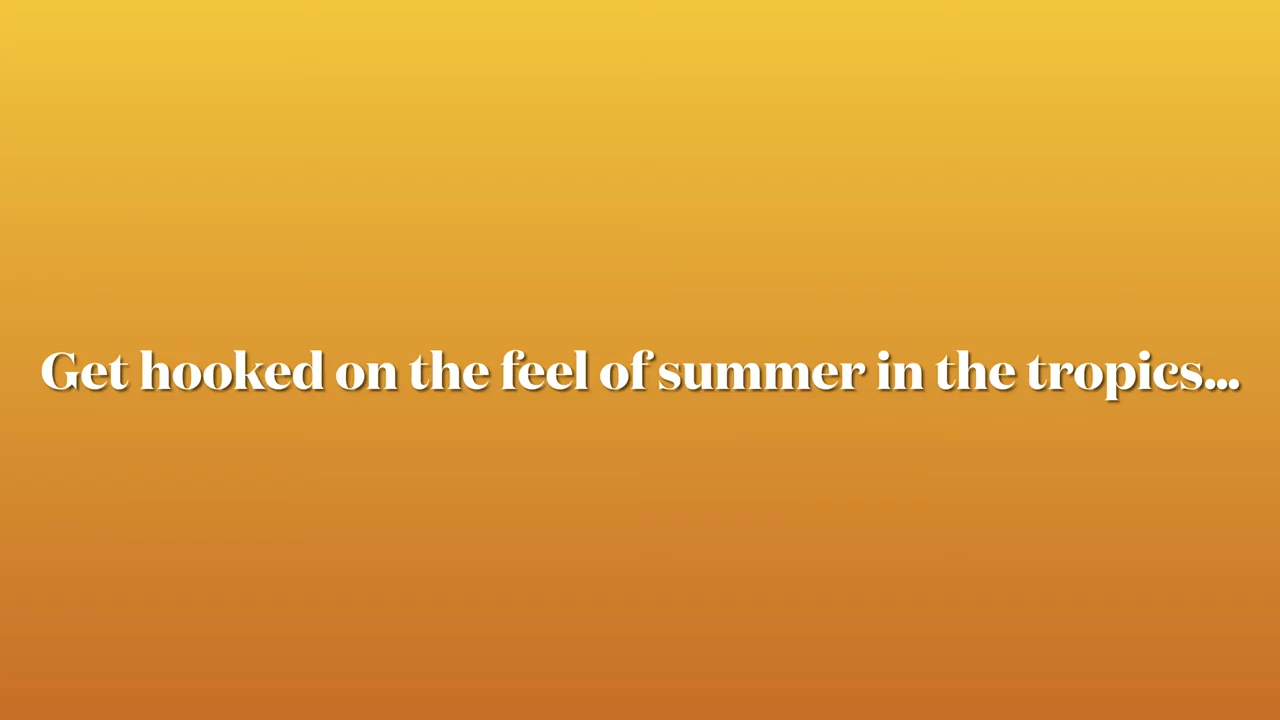 Get hooked on the feel of summer in the tropics...